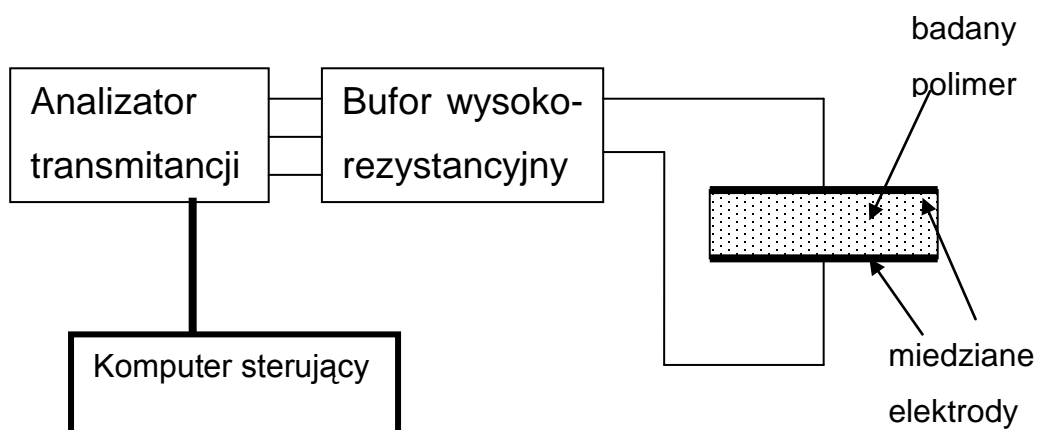 badany
polimer
Analizator
transmitancji
Bufor wysoko-
rezystancyjny
Komputer sterujący
miedziane
elektrody